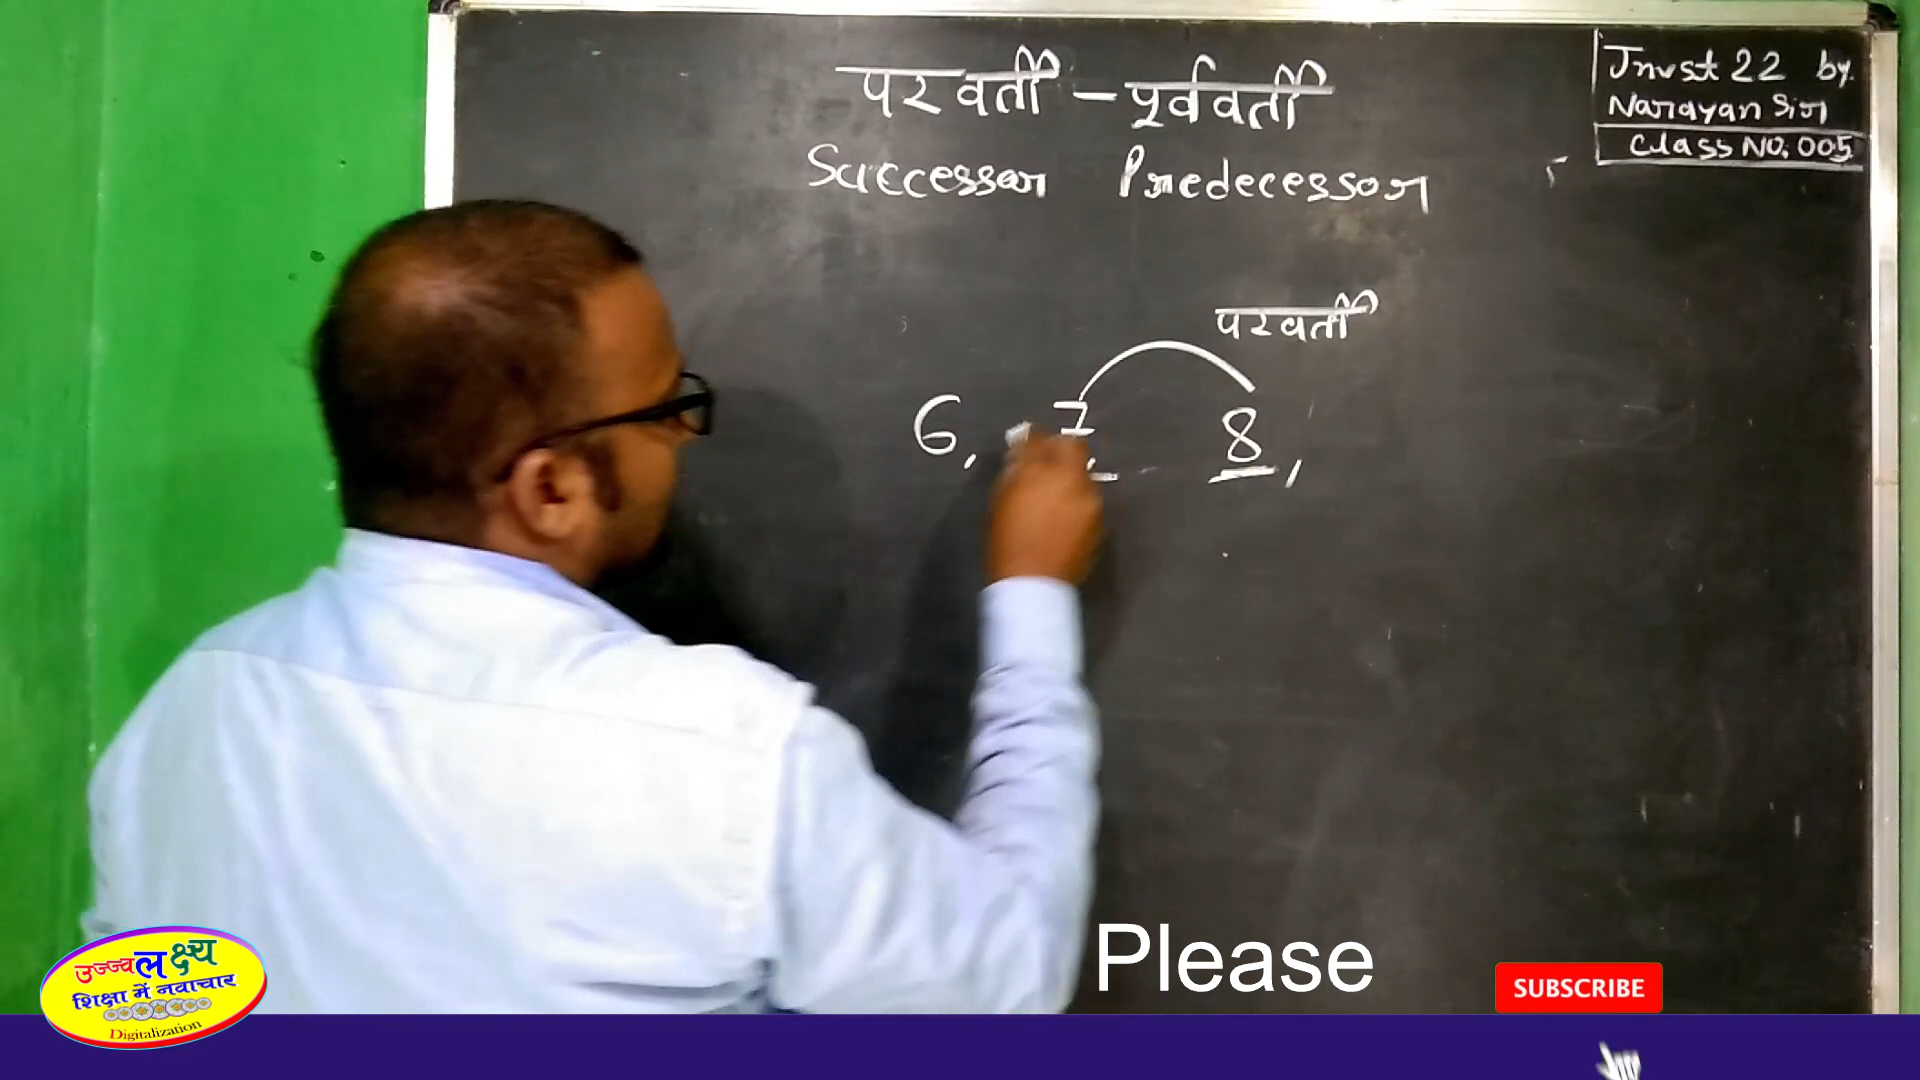 परवर्ती – पूर्ववर्ती
Successor Predecessor
Jnvst 22 by.
Narayan Sir
Class NO. 005
परवर्ती
6, 7, 8,
Please
SUBSCRIBE
उज्ज्वल लक्ष्य
शिक्षा में नवाचार
Digitalization